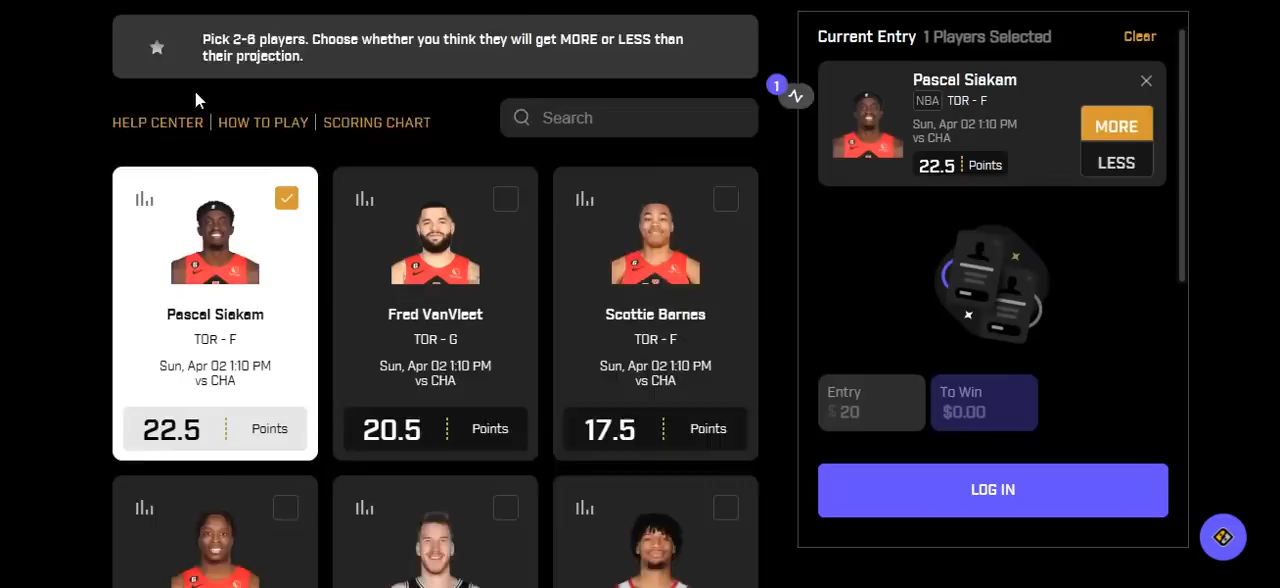 Pick 2-6 players. Choose whether you think they will get MORE or LESS than
their projection.
HELP CENTER | HOW TO PLAY | SCORING CHART
Search
Pascal Siakam
TOR - F
Sun, Apr 02 1:10 PM
vs CHA
22.5 Points
Fred VanVleet
TOR - G
Sun, Apr 02 1:10 PM
vs CHA
20.5 Points
Scottie Barnes
TOR - F
Sun, Apr 02 1:10 PM
vs CHA
17.5 Points
1
Current Entry 1 Players Selected
Clear
Pascal Siakam
NBA TOR - F
Sun, Apr 02 1:10 PM
vs CHA
22.5 Points
MORE
LESS
Entry
$ 20
To Win
$0.00
LOG IN